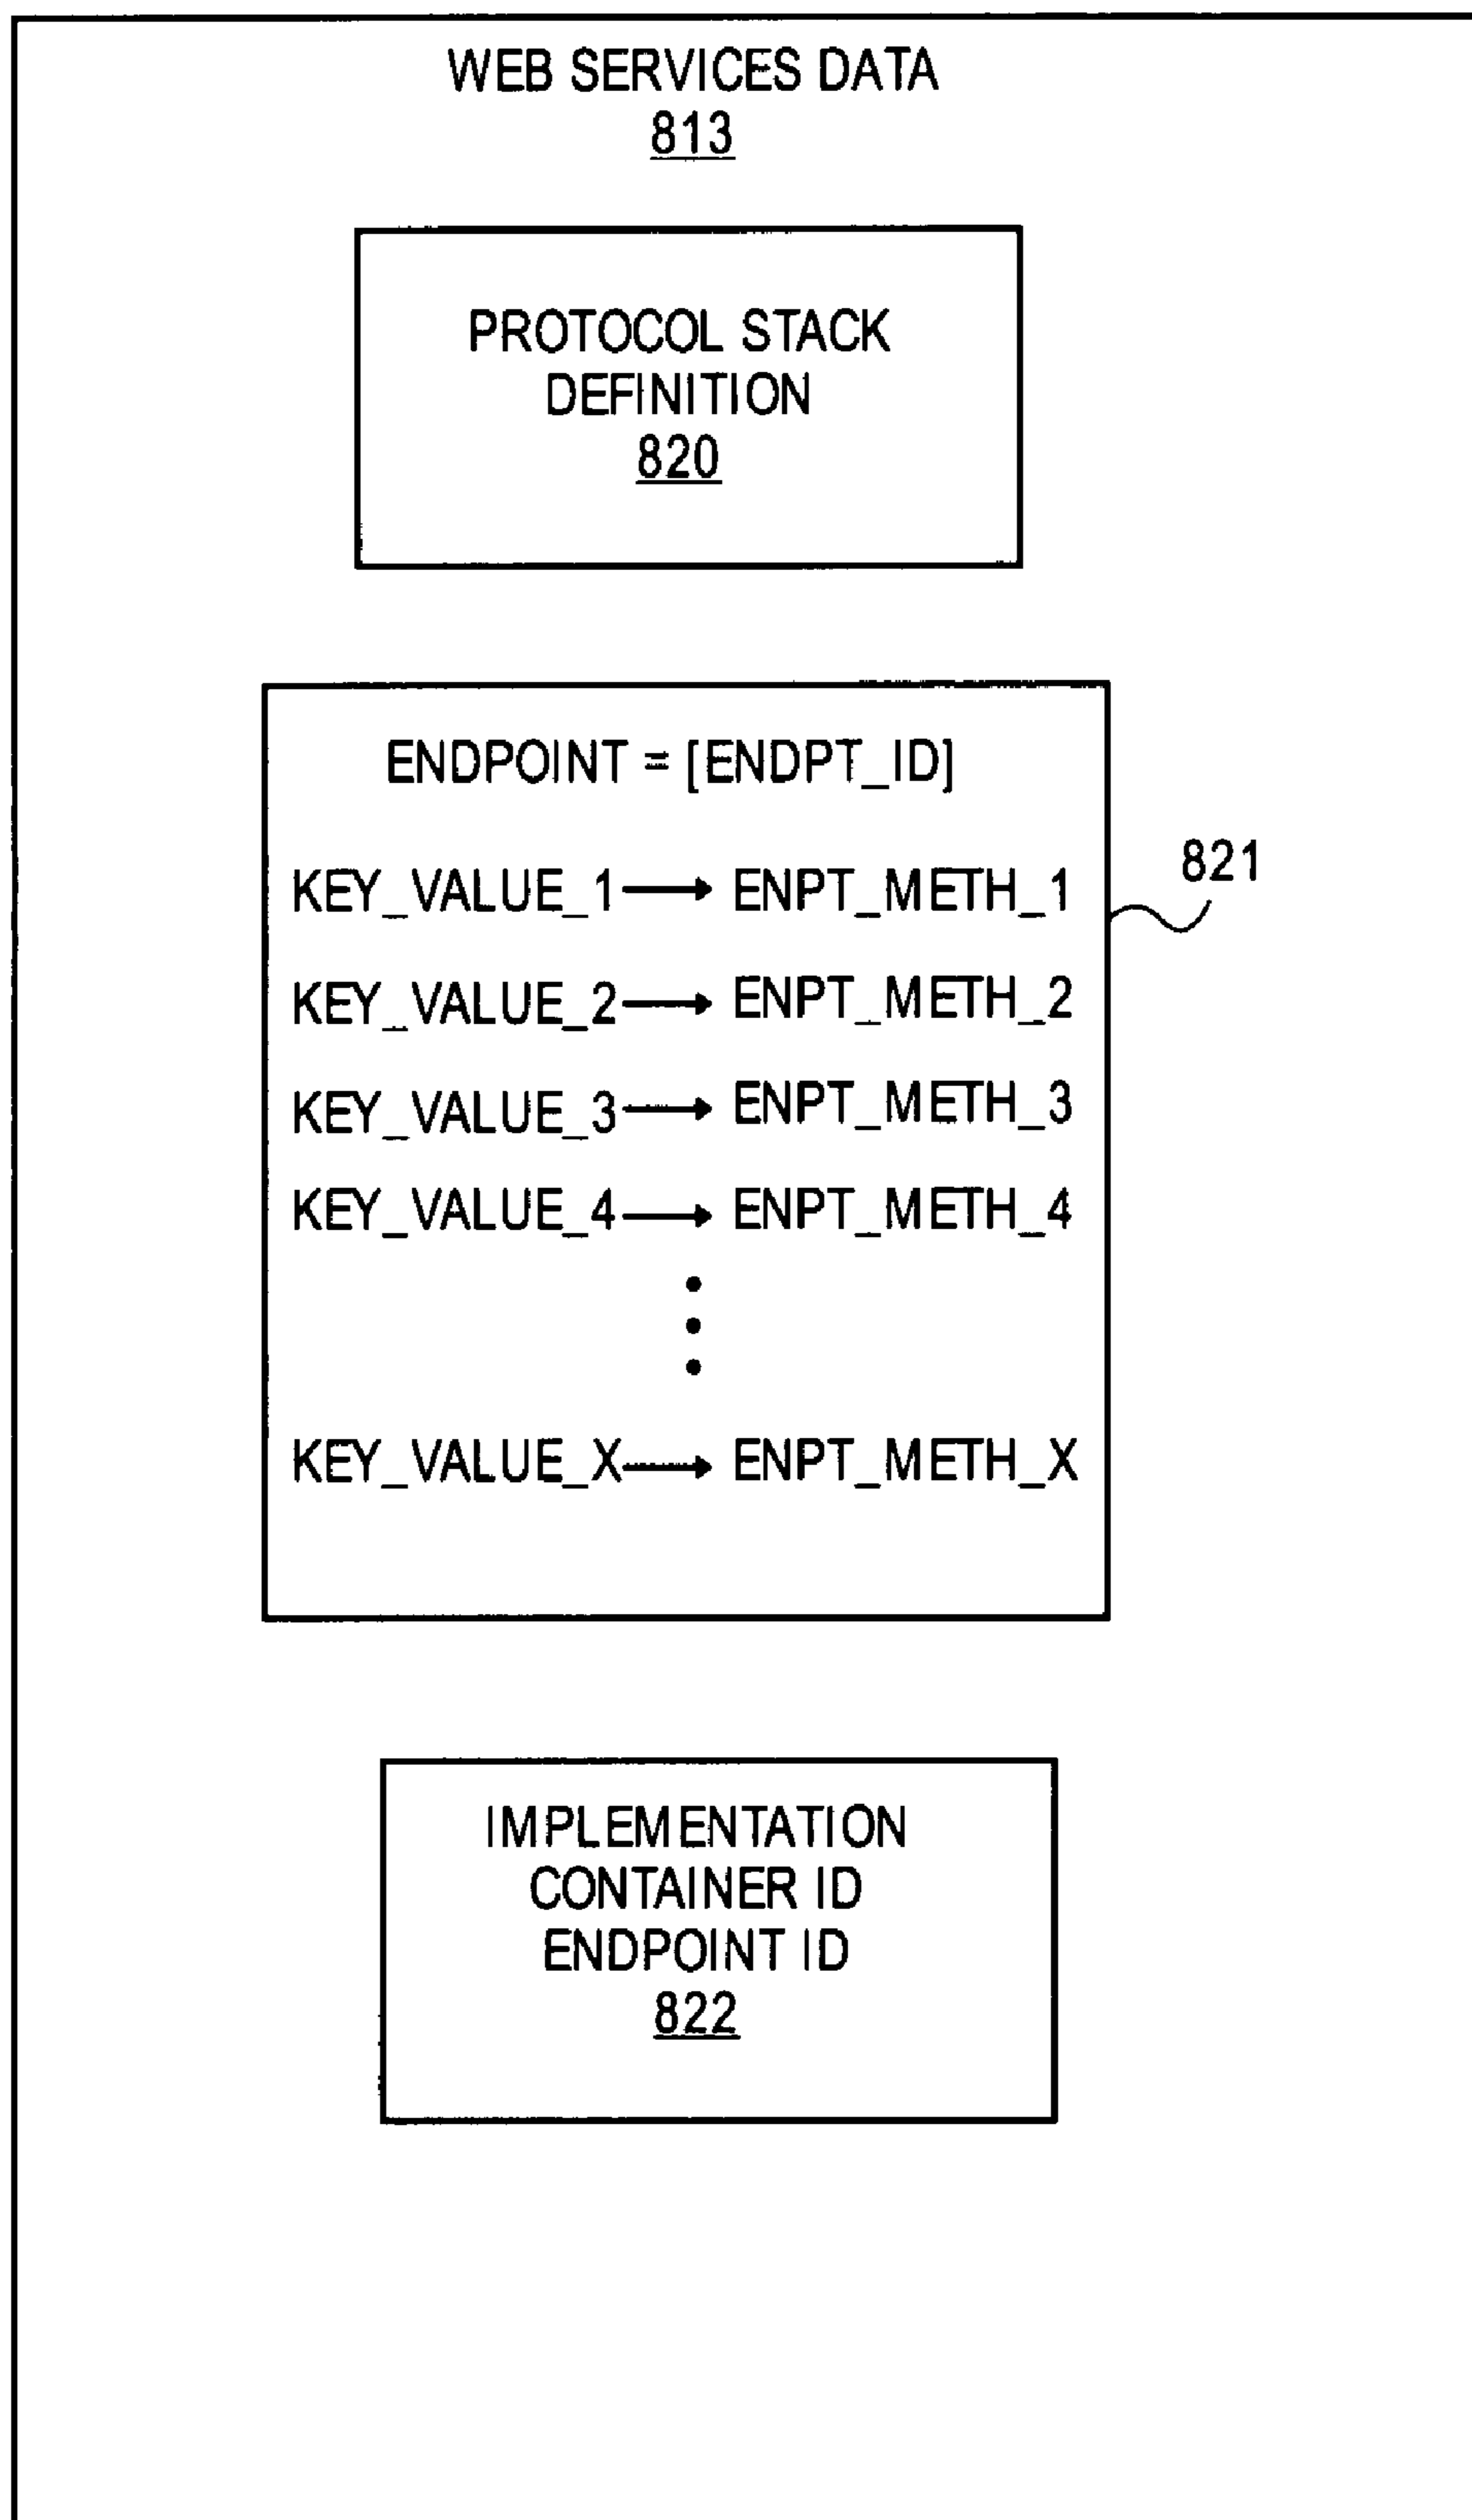 WEB SERVICES DATA
813
PROTOCOL STACK
DEFINITION
820
ENDPOINT = [ENDPT_ID]
KEY_VALUE_1 → ENPT_METH_1
821
KEY_VALUE_2 → ENPT_METH_2
KEY_VALUE_3 → ENPT_METH_3
KEY_VALUE_4 → ENPT_METH_4
KEY_VALUE_X → ENPT_METH_X
IMPLEMENTATION
CONTAINER ID
ENDPOINT ID
822